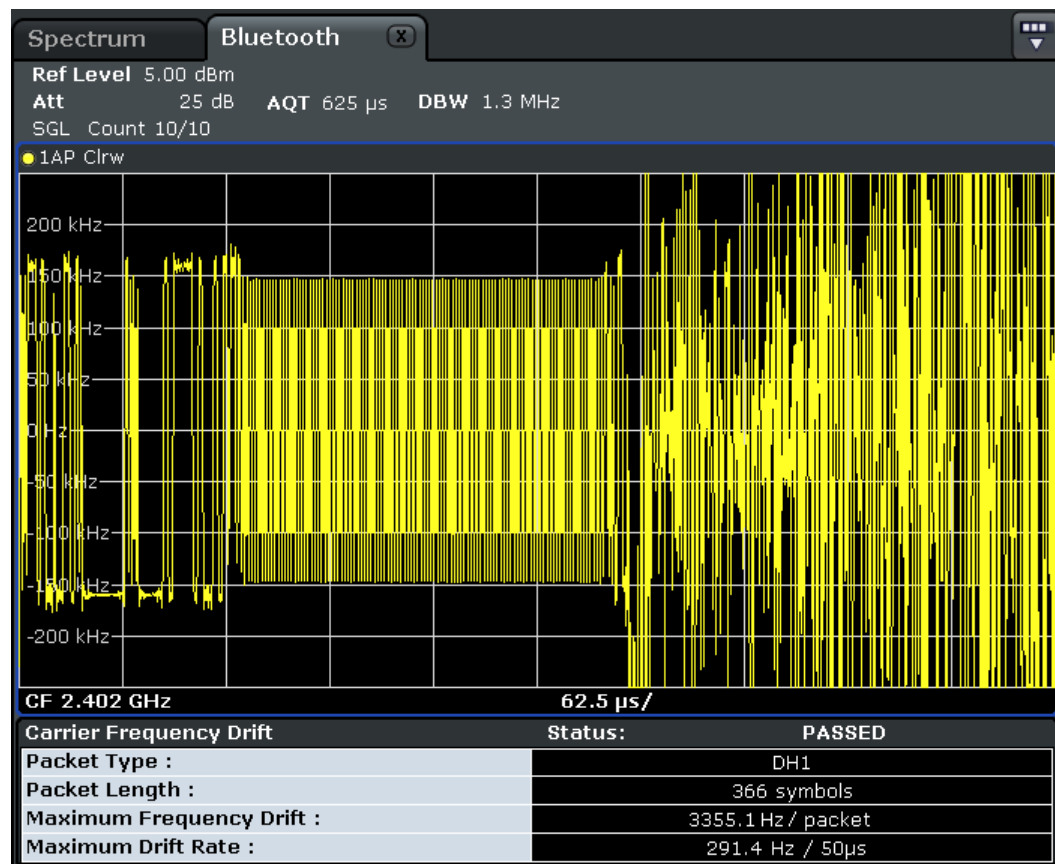 Spectrum Bluetooth X
Ref Level 5.00 dBm
Att 25 dB AQT 625 µs DBW 1.3 MHz
SGL Count 10/10
1AP Clrw
200 kHz
150 kHz
100 kHz
50 kHz
0 Hz
-50 kHz
-100 kHz
-150 kHz
-200 kHz
CF 2.402 GHz 62.5 µs/
Carrier Frequency Drift Status: PASSED
Packet Type : DH1
Packet Length : 366 symbols
Maximum Frequency Drift : 3355.1 Hz / packet
Maximum Drift Rate : 291.4 Hz / 50µs